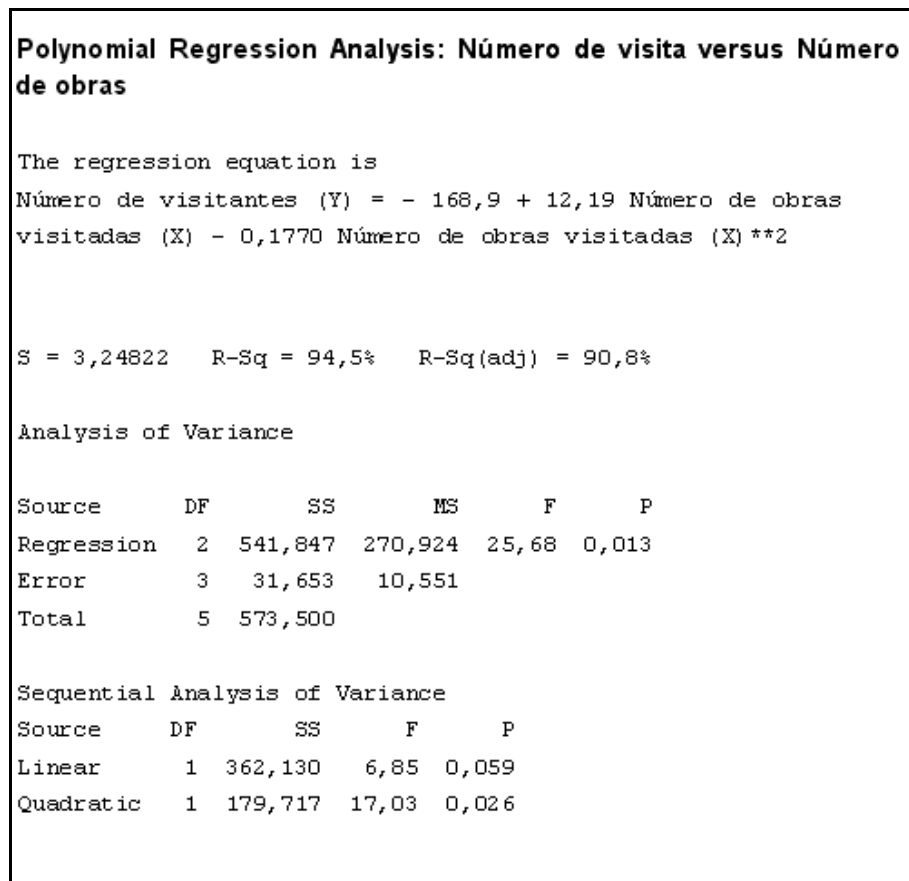 Polynomial Regression Analysis: Número de visita versus Número
de obras
The regression equation is
Número de visitantes (Y) = - 168,9 + 12,19 Número de obras
visitadas (X) - 0,1770 Número de obras visitadas (X)**2
S = 3,24822 R-Sq = 94,5% R-Sq(adj) = 90,8%
Analysis of Variance
Source DF SS MS F P
Regression 2 541,847 270,924 25,68 0,013
Error 3 31,653 10,551
Total 5 573,500
Sequential Analysis of Variance
Source DF SS F P
Linear 1 362,130 6,85 0,059
Quadratic 1 179,717 17,03 0,026